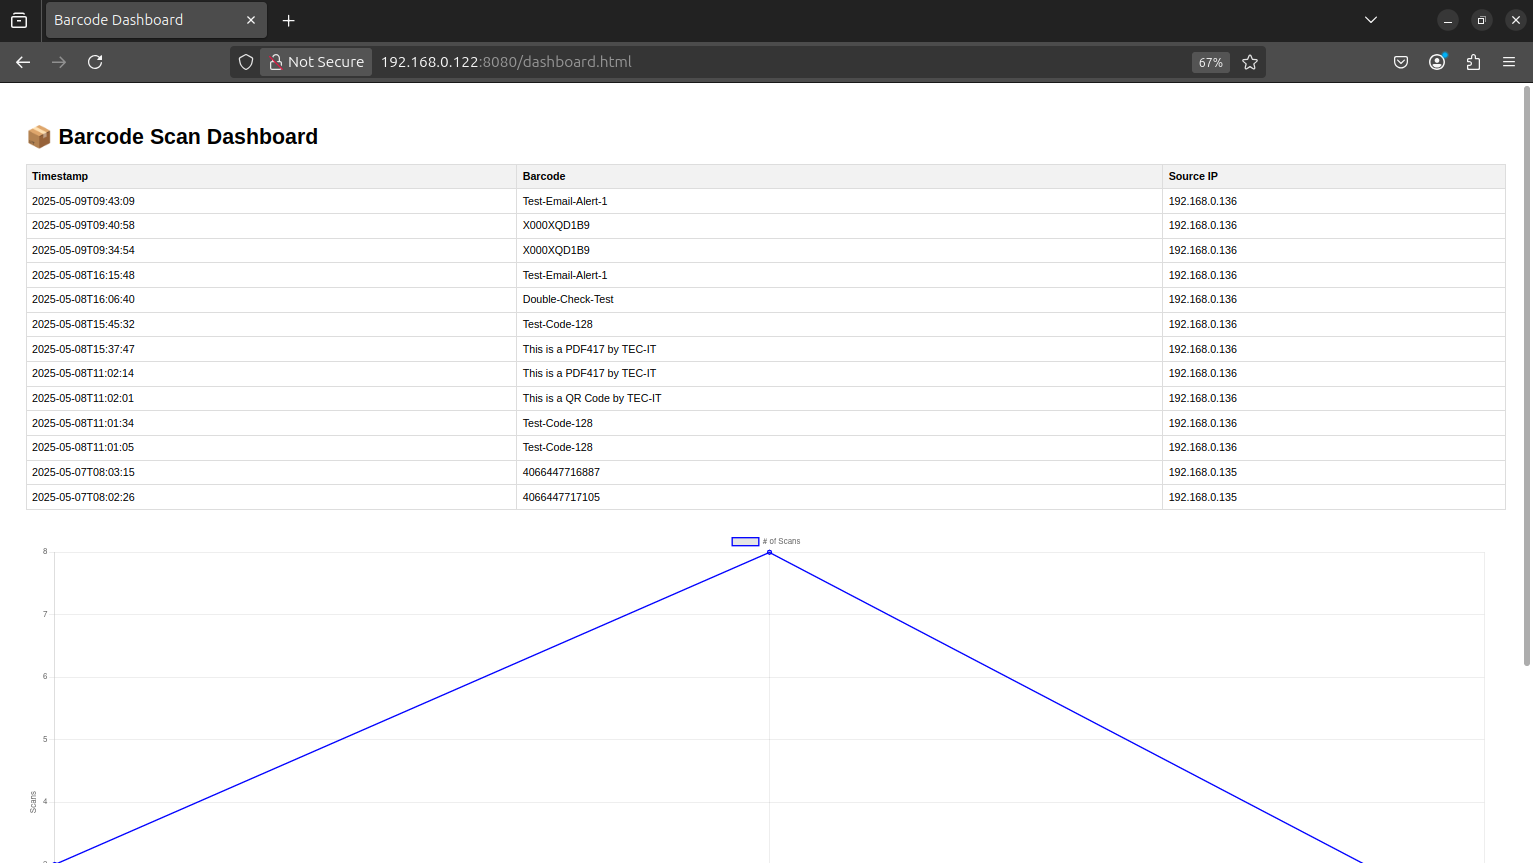 Barcode Dashboard
Not Secure 192.168.0.122:8080/dashboard.html 67%
Barcode Scan Dashboard
Timestamp Barcode Source IP
2025-05-09T09:43:09 Test-Email-Alert-1 192.168.0.136
2025-05-09T09:40:58 X000XQD1B9 192.168.0.136
2025-05-09T09:34:54 X000XQD1B9 192.168.0.136
2025-05-08T16:15:48 Test-Email-Alert-1 192.168.0.136
2025-05-08T16:06:40 Double-Check-Test 192.168.0.136
2025-05-08T15:45:32 Test-Code-128 192.168.0.136
2025-05-08T15:37:47 This is a PDF417 by TEC-IT 192.168.0.136
2025-05-08T11:02:14 This is a PDF417 by TEC-IT 192.168.0.136
2025-05-08T11:02:01 This is a QR Code by TEC-IT 192.168.0.136
2025-05-08T11:01:34 Test-Code-128 192.168.0.136
2025-05-08T11:01:05 Test-Code-128 192.168.0.136
2025-05-07T08:03:15 4066447716887 192.168.0.135
2025-05-07T08:02:26 4066447717105 192.168.0.135
# of Scans
8
7
6
5
4
Scans